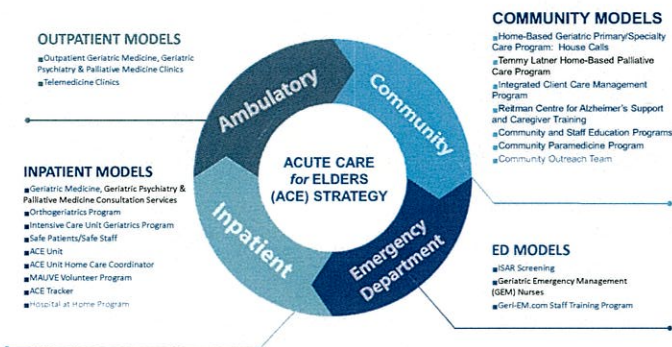 OUTPATIENT MODELS
■Outpatient Geriatric Medicine, Geriatric
Psychiatry & Palliative Medicine Clinics
■Telemedicine Clinics
INPATIENT MODELS
■Geriatric Medicine, Geriatric Psychiatry &
Palliative Medicine Consultation Services
■Orthogeriatrics Program
■Intensive Care Unit Geriatrics Program
■Safe Patients/Safe Staff
■ACE Unit
■ACE Unit Home Care Coordinator
■MAUVE Volunteer Program
■ACE Tracker
■Hospital at Home Program
Ambulatory
Community
Inpatient
Emergency
Department
ACUTE CARE
for ELDERS
(ACE) STRATEGY
COMMUNITY MODELS
■Home-Based Geriatric Primary/Specialty
Care Program: House Calls
■Temmy Latner Home-Based Palliative
Care Program
■Integrated Client Care Management
Program
■Reitman Centre for Alzheimer's Support
and Caregiver Training
■Community and Staff Education Programs
■Community Paramedicine Program
■Community Outreach Team
ED MODELS
■ISAR Screening
■Geriatric Emergency Management
(GEM) Nurses
■Geri-EM.com Staff Training Program